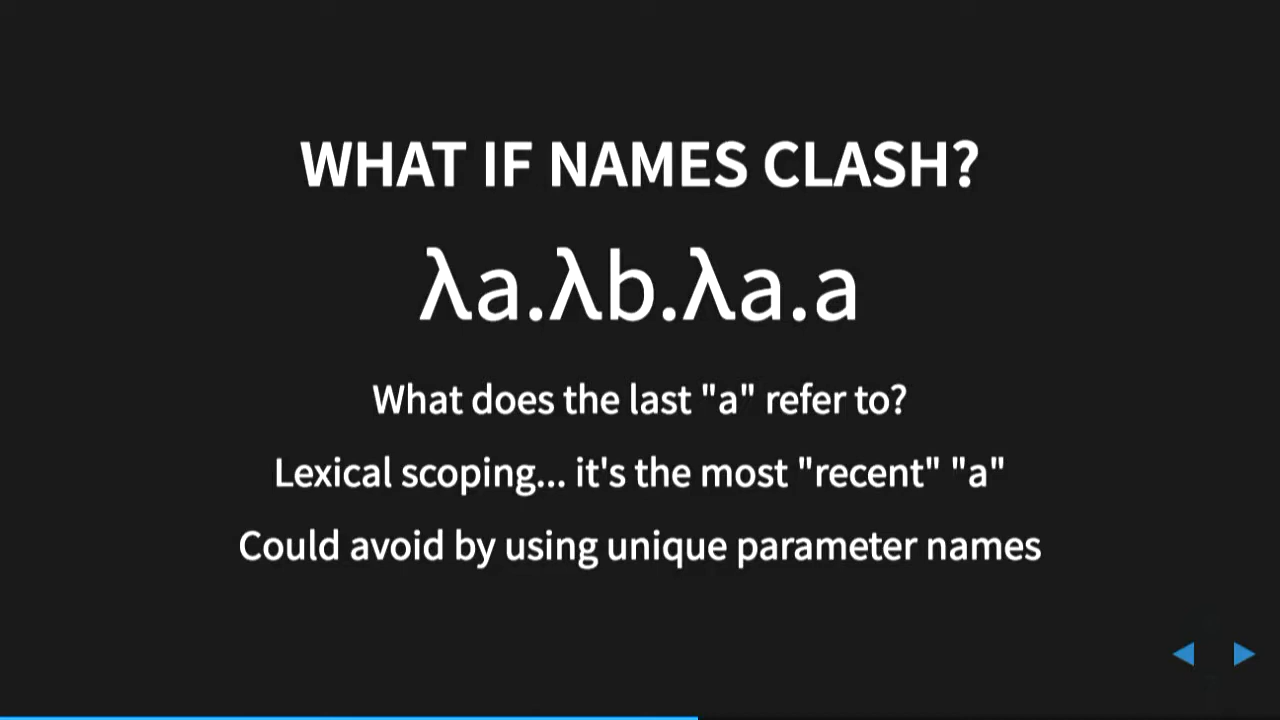 WHAT IF NAMES CLASH?
λa.λb.λa.a
What does the last "a" refer to?
Lexical scoping... it's the most "recent" "a"
Could avoid by using unique parameter names